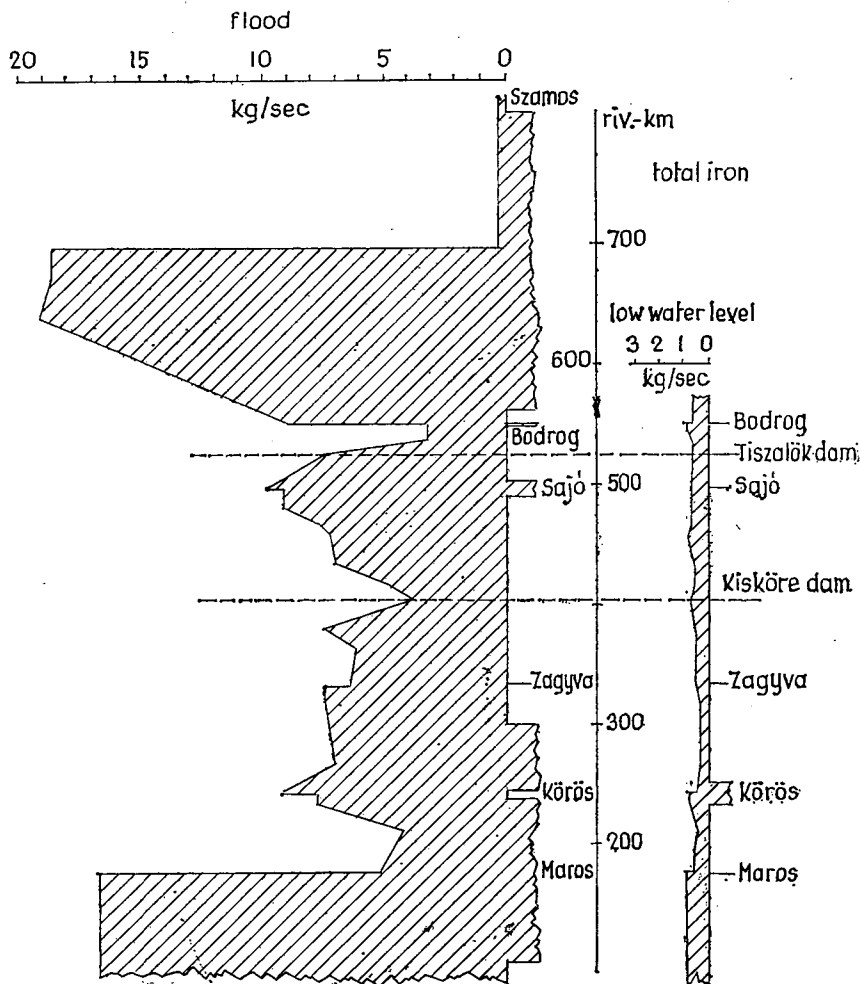 flood
20 15 10 5 0
kg/sec
Szamos
riv.-km
total iron
700
low water level
600
3 2 1 0
kg/sec
Bodrog
Bodrog
Tiszalök dam
Sajó
500
Sajó
Kisköre dam
Zagyva
Zagyva
300
Körös
Körös
200
Maros
Maros